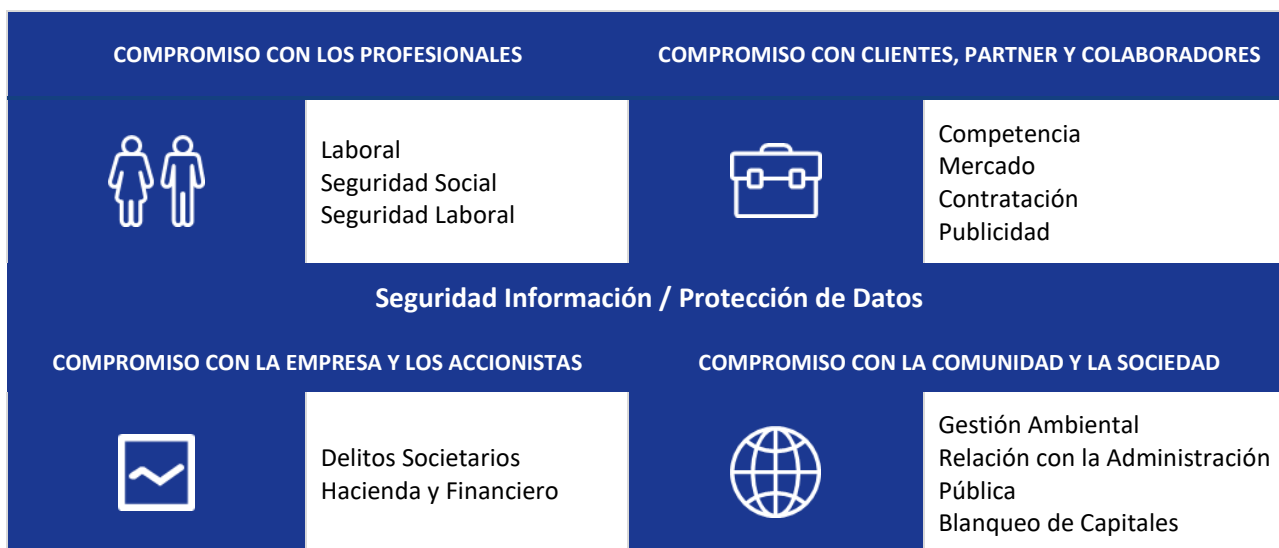 COMPROMISO CON LOS PROFESIONALES
COMPROMISO CON CLIENTES, PARTNER Y COLABORADORES
Laboral
Seguridad Social
Seguridad Laboral
Competencia
Mercado
Contratación
Publicidad
Seguridad Información / Protección de Datos
COMPROMISO CON LA EMPRESA Y LOS ACCIONISTAS
COMPROMISO CON LA COMUNIDAD Y LA SOCIEDAD
Delitos Societarios
Hacienda y Financiero
Gestión Ambiental
Relación con la Administración
Pública
Blanqueo de Capitales